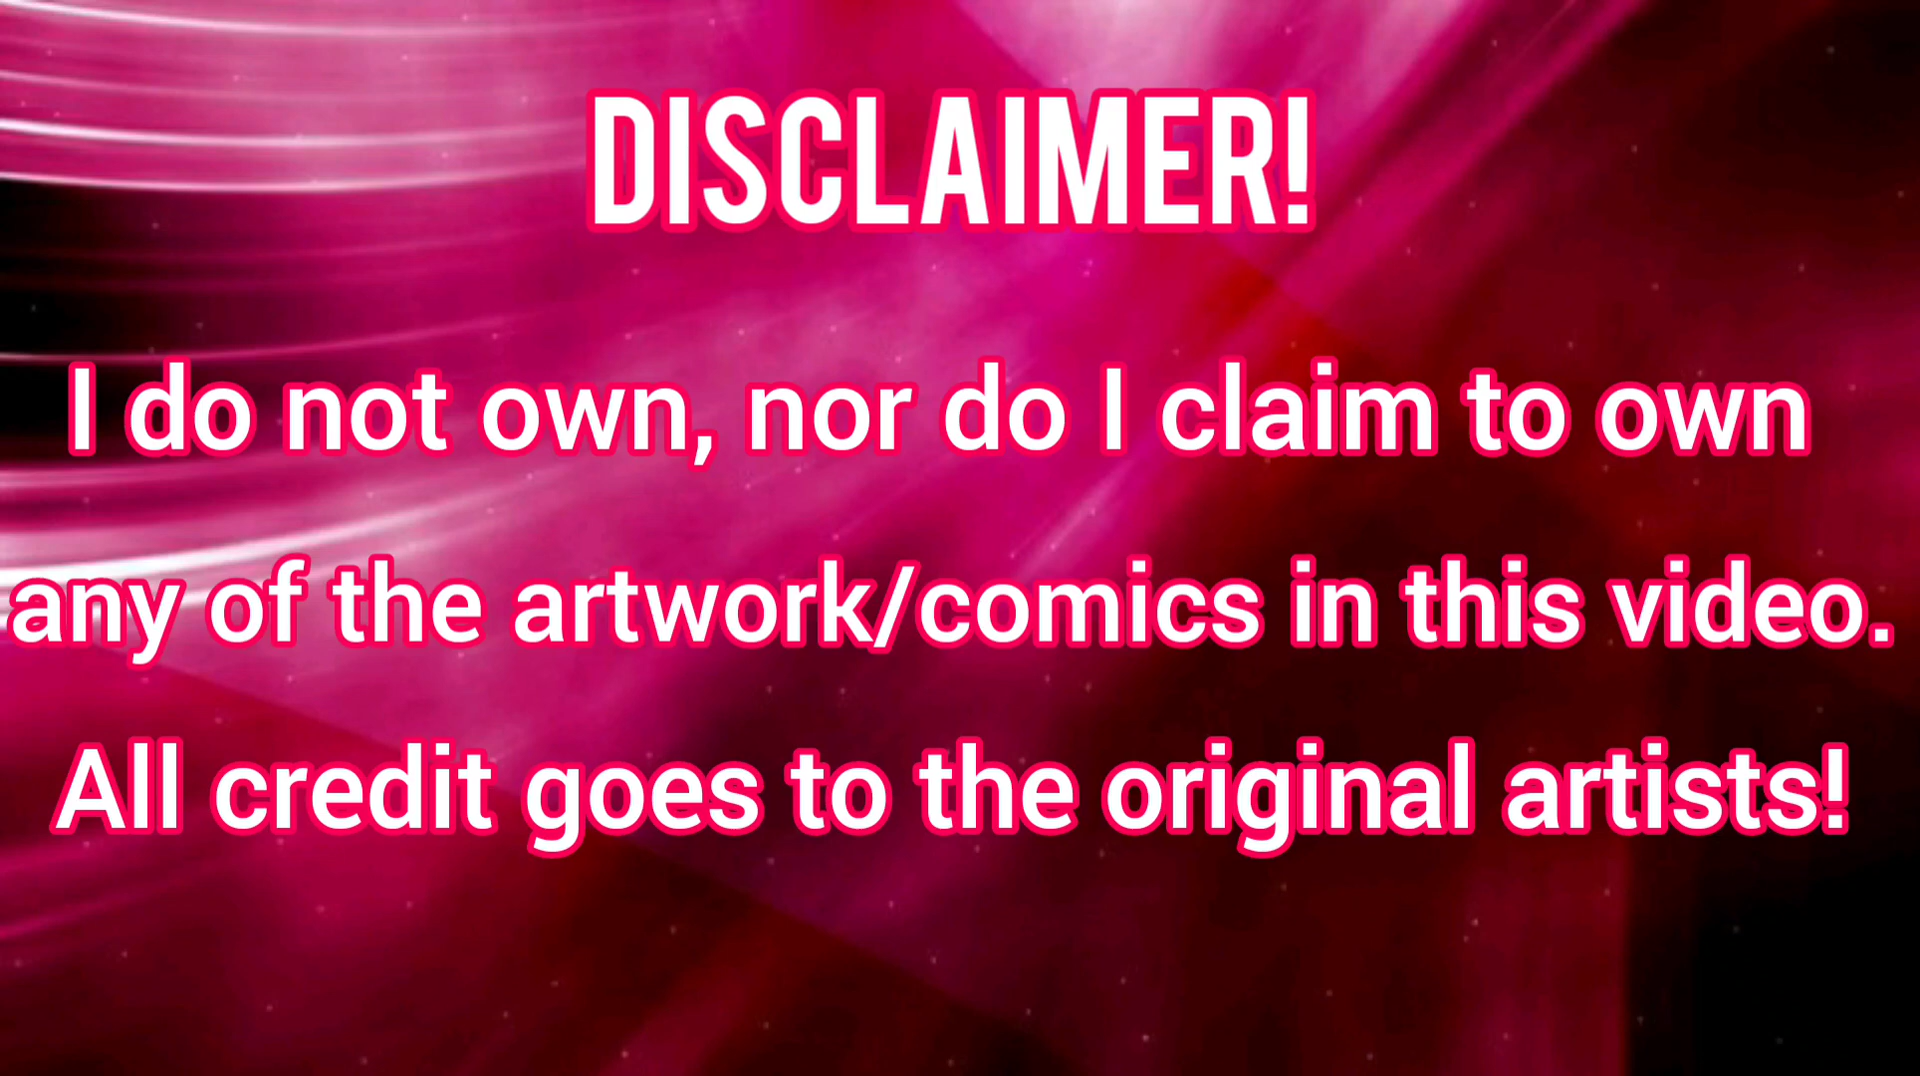 DISCLAIMER!
I do not own, nor do I claim to own
any of the artwork/comics in this video.
All credit goes to the original artists!